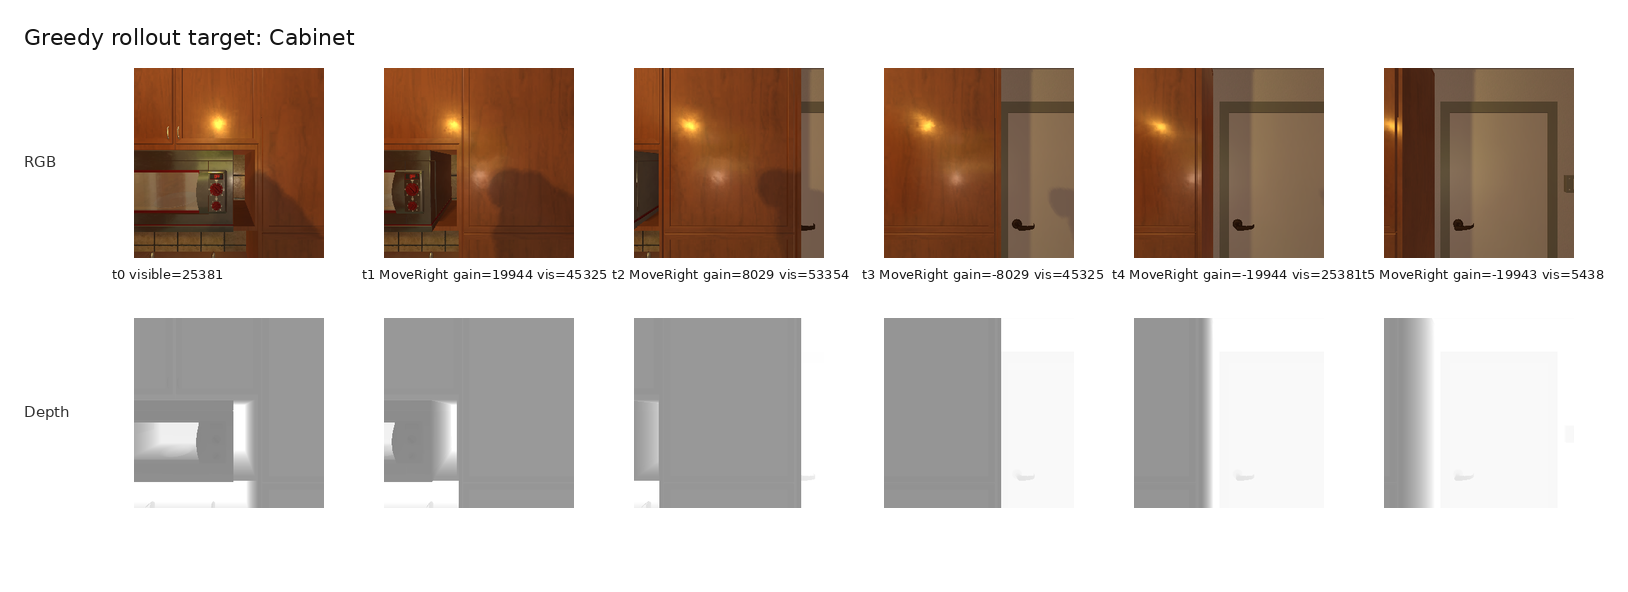 Greedy rollout target: Cabinet
RGB
t0 visible=25381
t1 MoveRight gain=19944 vis=45325
t2 MoveRight gain=8029 vis=53354
t3 MoveRight gain=-8029 vis=45325
t4 MoveRight gain=-19944 vis=25381
t5 MoveRight gain=-19943 vis=5438
Depth